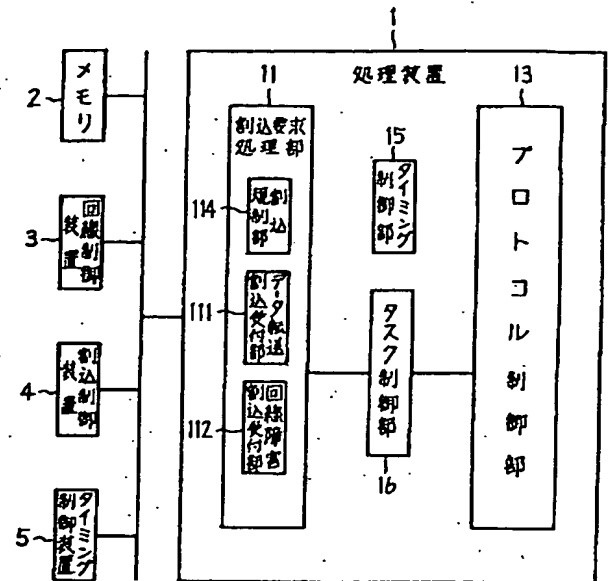 1
処理装置
2
メモリ
3
回線制御
装置
4
割込制御
装置
5
タイミング
制御装置
11
割込要求
処理部
114
割込
規制部
111
データ転送
割込受付部
112
回線障害
割込受付部
15
タイミング
制御部
タスク制御部
16
13
プロトコル制御部